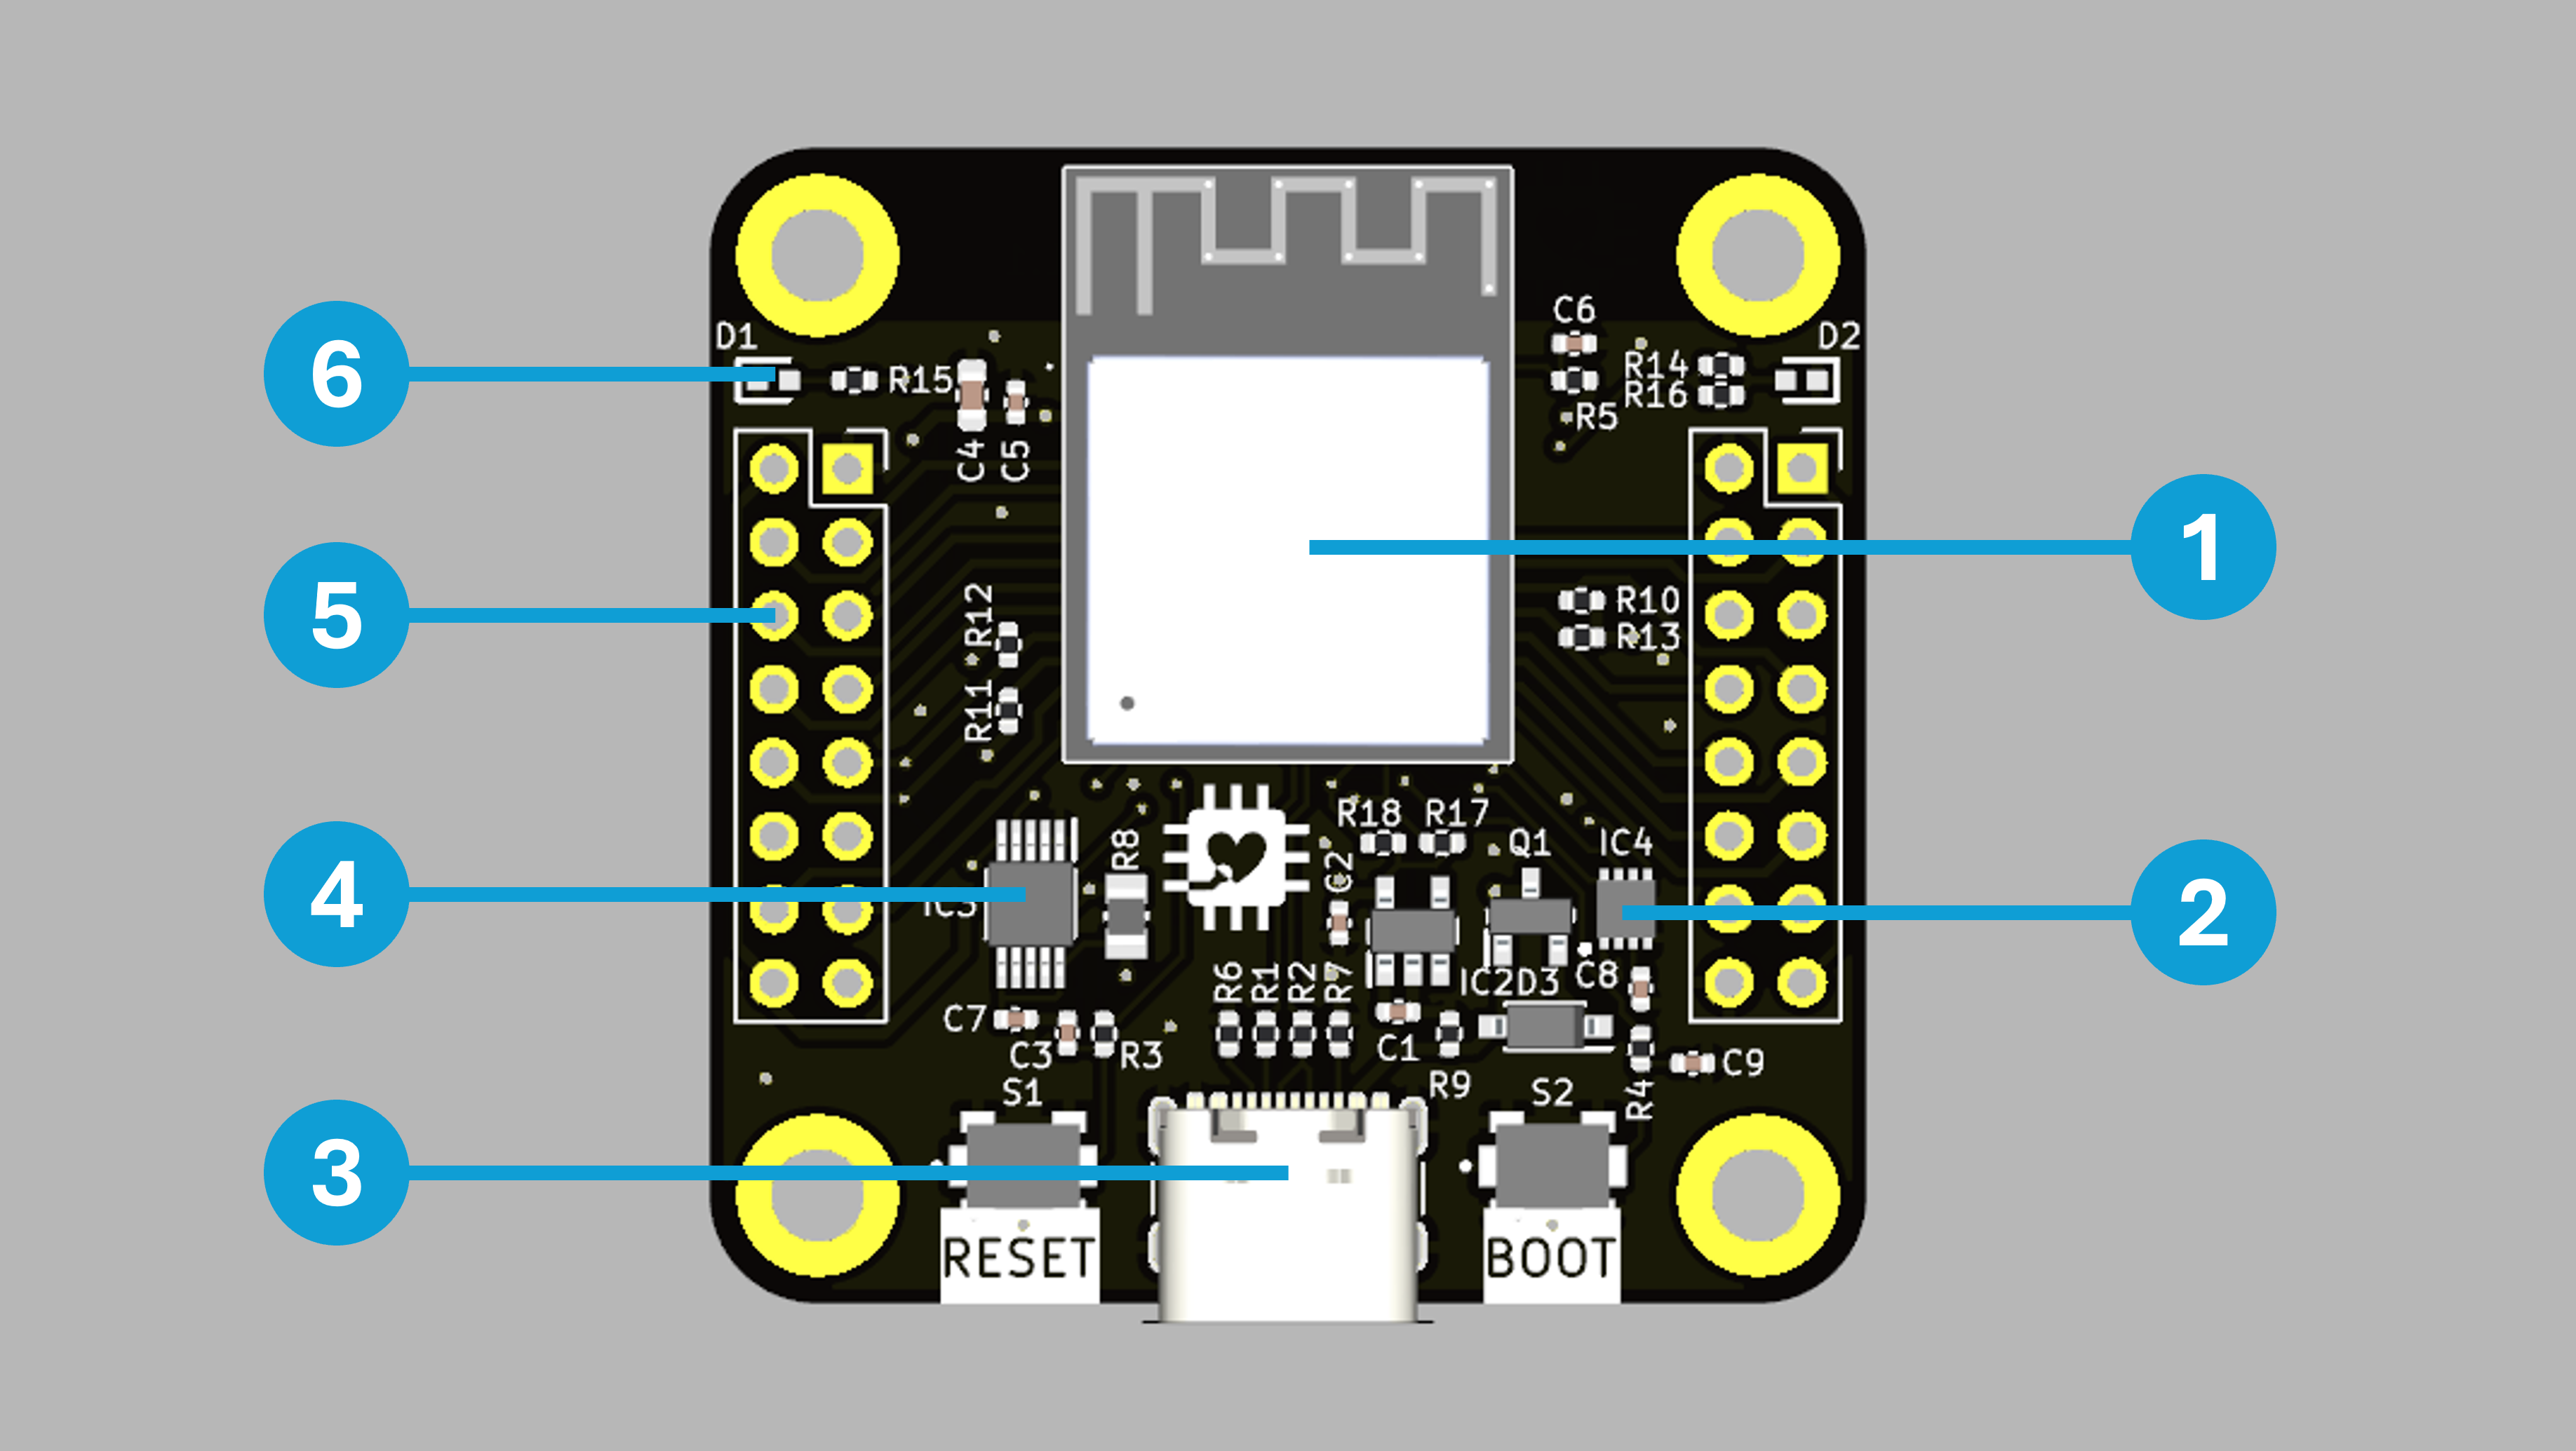 C6
D1
D2
6
R15
R14
R16
R5
C4
C5
1
R12
R10
5
R13
R11
R18
R17
R8
Q1
IC4
C2
4
2
R6
R1
R2
R7
IC2
D3
C8
C7
C3
R3
C1
C9
S1
R9
S2
R4
3
RESET
BOOT